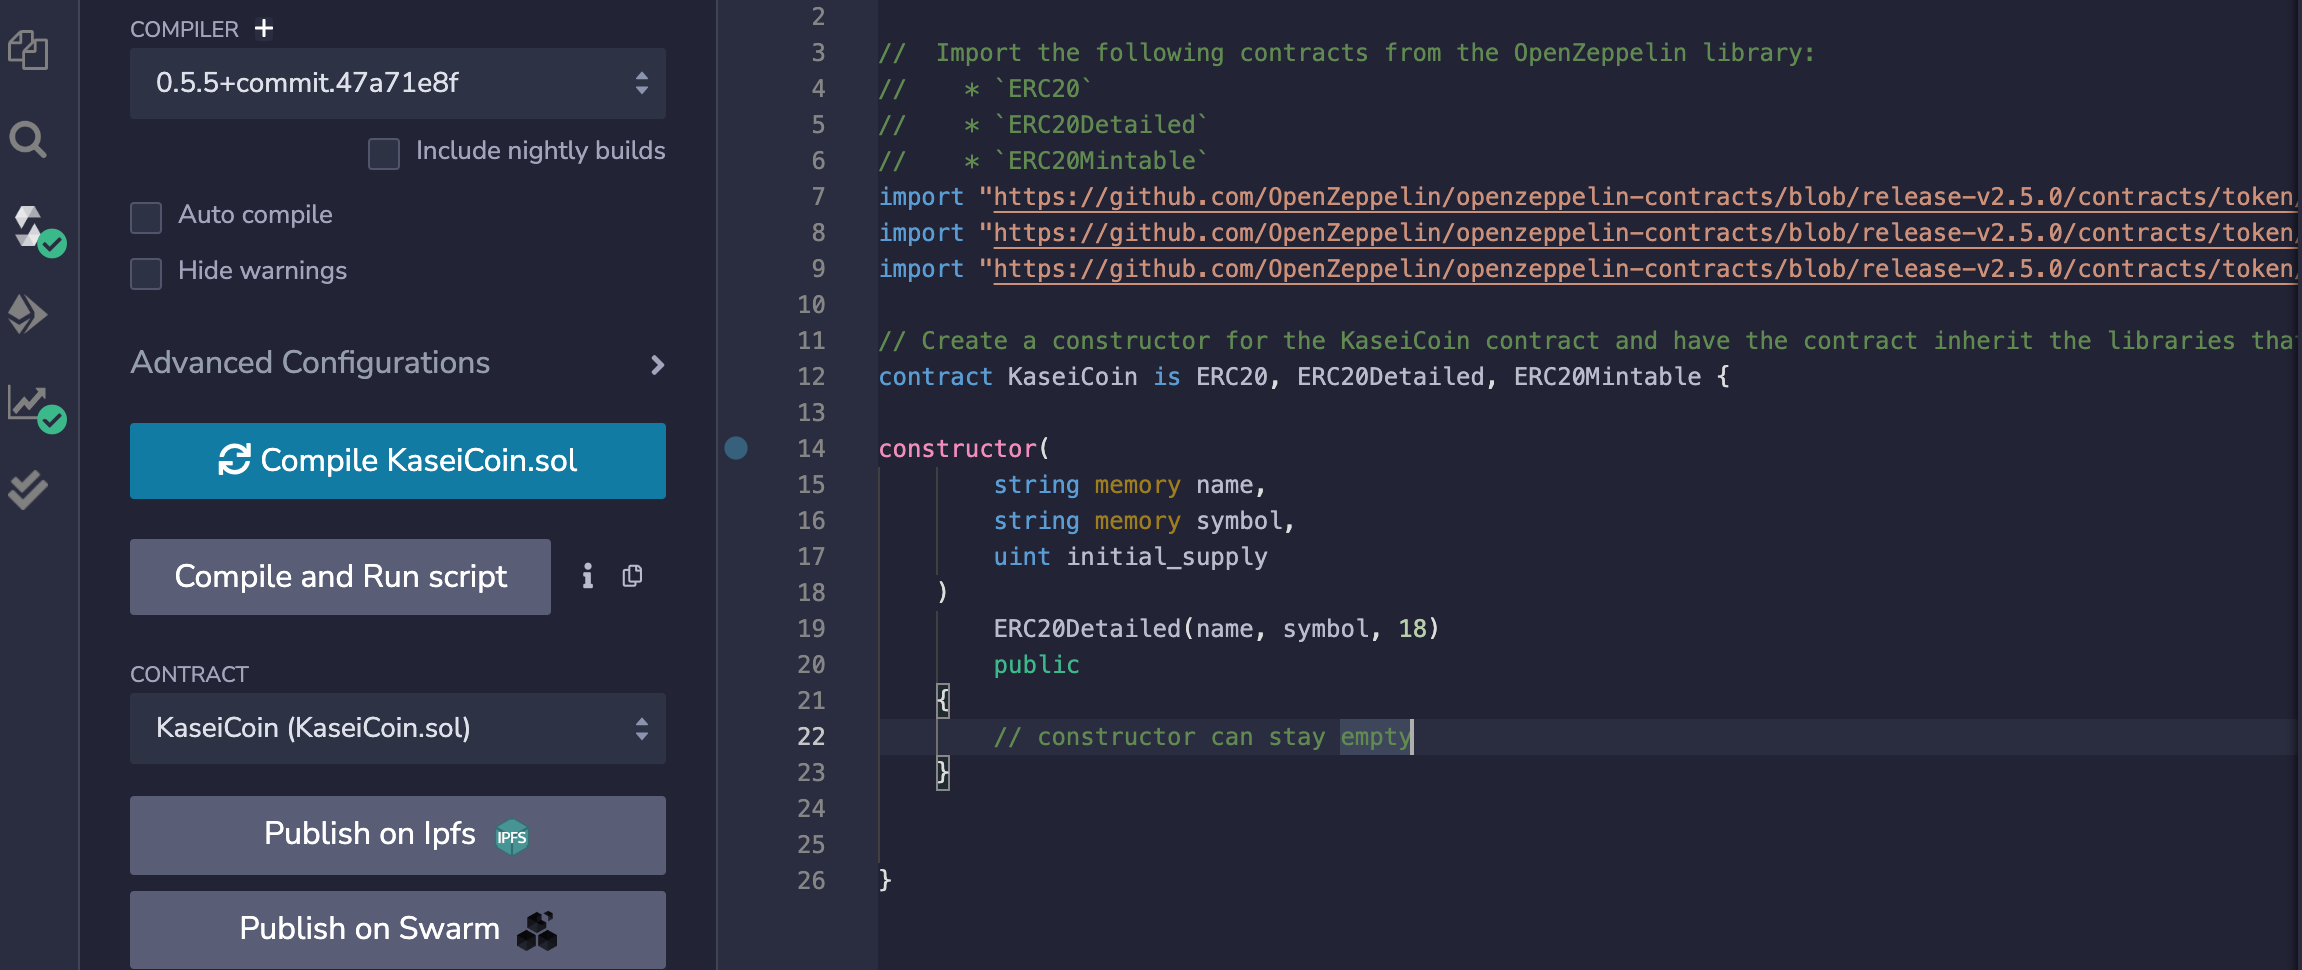 COMPILER +
0.5.5+commit.47a71e8f
Include nightly builds
Auto compile
Hide warnings
Advanced Configurations
Compile KaseiCoin.sol
Compile and Run script
CONTRACT
KaseiCoin (KaseiCoin.sol)
Publish on Ipfs
IPFS
Publish on Swarm
2
3 // Import the following contracts from the OpenZeppelin library:
4 // * `ERC20`
5 // * `ERC20Detailed`
6 // * `ERC20Mintable`
7 import "https://github.com/OpenZeppelin/openzeppelin-contracts/blob/release-v2.5.0/contracts/token/
8 import "https://github.com/OpenZeppelin/openzeppelin-contracts/blob/release-v2.5.0/contracts/token/
9 import "https://github.com/OpenZeppelin/openzeppelin-contracts/blob/release-v2.5.0/contracts/token/
10
11 // Create a constructor for the KaseiCoin contract and have the contract inherit the libraries tha
12 contract KaseiCoin is ERC20, ERC20Detailed, ERC20Mintable {
13
14 constructor(
15 string memory name,
16 string memory symbol,
17 uint initial_supply
18 )
19 ERC20Detailed(name, symbol, 18)
20 public
21 {
22 // constructor can stay empty
23 }
24
25
26 }